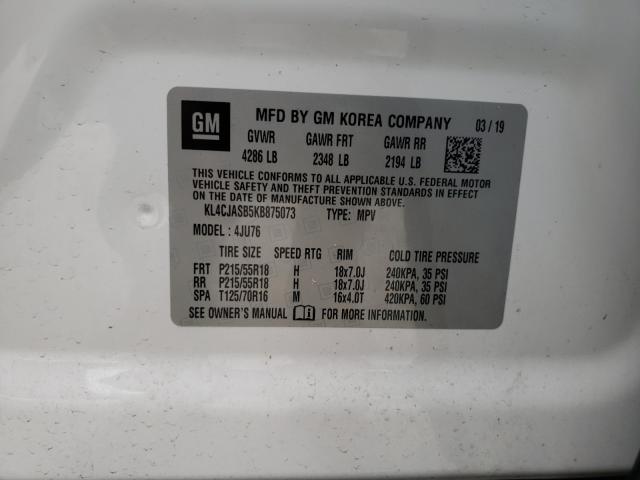 GM MFD BY GM KOREA COMPANY 03 / 19
GVWR GAWR FRT GAWR RR
4286 LB 2348 LB 2194 LB
THIS VEHICLE CONFORMS TO ALL APPLICABLE U.S. FEDERAL MOTOR
VEHICLE SAFETY AND THEFT PREVENTION STANDARDS IN EFFECT
ON THE DATE OF MANUFACTURE SHOWN ABOVE.
KL4CJASB5KB875073 TYPE: MPV
MODEL : 4JU76
TIRE SIZE SPEED RTG RIM COLD TIRE PRESSURE
FRT P215/55R18 H 18x7.0J 240KPA, 35 PSI
RR P215/55R18 H 18x7.0J 240KPA, 35 PSI
SPA T125/70R16 M 16x4.0T 420KPA, 60 PSI
SEE OWNER'S MANUAL FOR MORE INFORMATION.